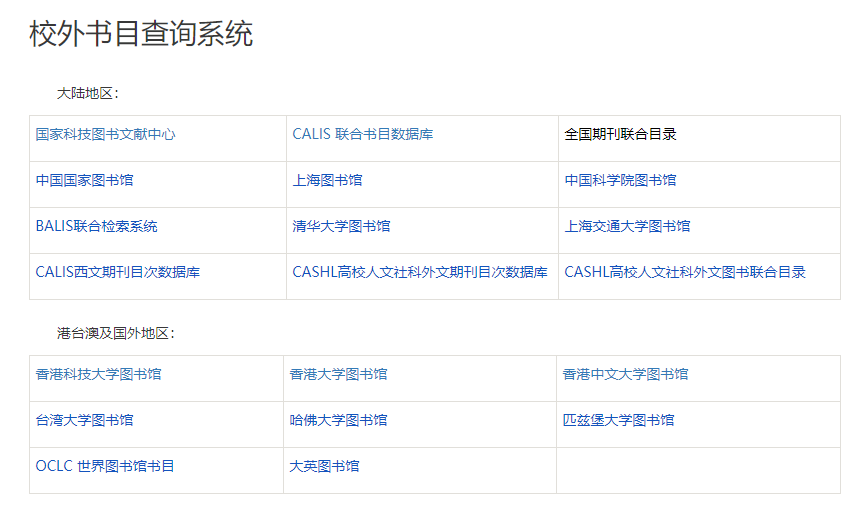 校外书目查询系统
大陆地区：
国家科技图书文献中心 CALIS 联合书目数据库 全国期刊联合目录
中国国家图书馆 上海图书馆 中国科学院图书馆
BALIS联合检索系统 清华大学图书馆 上海交通大学图书馆
CALIS西文期刊目次数据库 CASHL高校人文社科外文期刊目次数据库 CASHL高校人文社科外文图书联合目录
港台澳及国外地区：
香港科技大学图书馆 香港大学图书馆 香港中文大学图书馆
台湾大学图书馆 哈佛大学图书馆 匹兹堡大学图书馆
OCLC 世界图书馆书目 大英图书馆